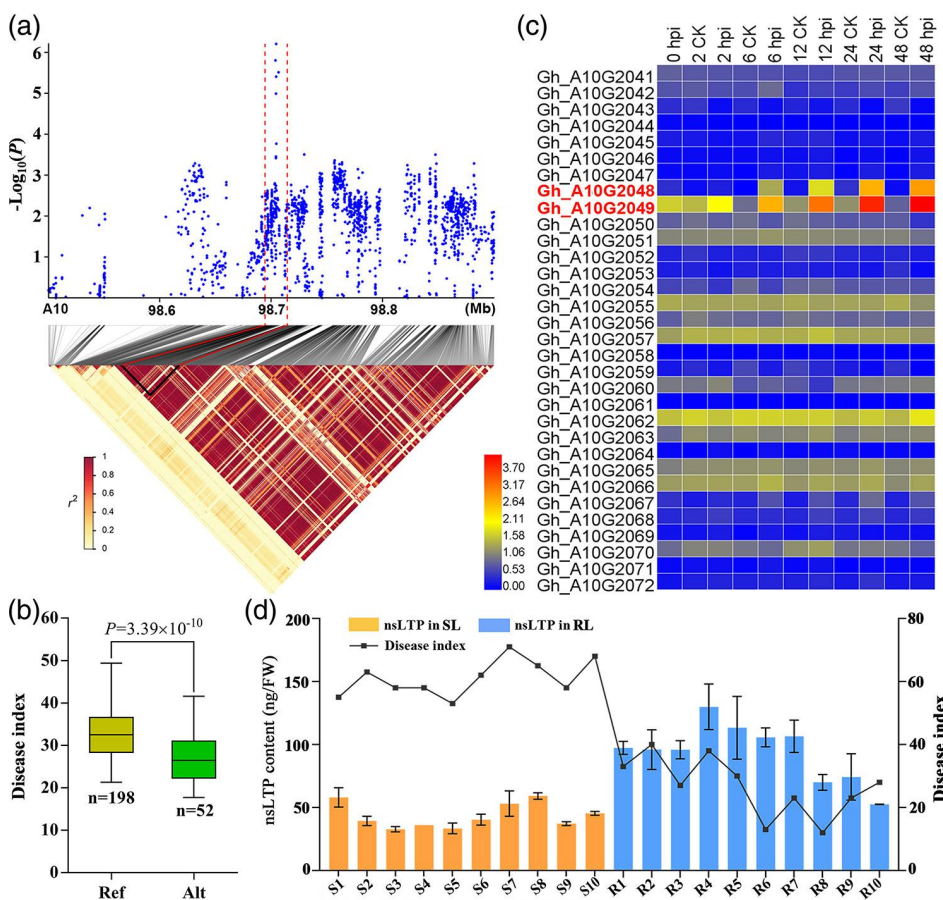 (a)
6
5
4
3
2
1
-Log10(P)
A10 98.6 98.7 98.8 (Mb)
r2
1
0.8
0.6
0.4
0.2
0
(c)
0 hpi 2 CK 2 hpi 6 CK 6 hpi 12 CK 12 hpi 24 CK 24 hpi 48 CK 48 hpi
Gh_A10G2041
Gh_A10G2042
Gh_A10G2043
Gh_A10G2044
Gh_A10G2045
Gh_A10G2046
Gh_A10G2047
Gh_A10G2048
Gh_A10G2049
Gh_A10G2050
Gh_A10G2051
Gh_A10G2052
Gh_A10G2053
Gh_A10G2054
Gh_A10G2055
Gh_A10G2056
Gh_A10G2057
Gh_A10G2058
Gh_A10G2059
Gh_A10G2060
Gh_A10G2061
Gh_A10G2062
Gh_A10G2063
Gh_A10G2064
Gh_A10G2065
Gh_A10G2066
Gh_A10G2067
Gh_A10G2068
Gh_A10G2069
Gh_A10G2070
Gh_A10G2071
Gh_A10G2072
3.70
3.17
2.64
2.11
1.58
1.06
0.53
0.00
(b)
60
50
40
30
20
10
0
Disease index
P=3.39×10-10
n=198 n=52
Ref Alt
(d)
200
150
100
50
0
nsLTP content (ng/FW)
nsLTP in SL nsLTP in RL
Disease index
80
60
40
20
0
Disease index
S1 S2 S3 S4 S5 S6 S7 S8 S9 S10 R1 R2 R3 R4 R5 R6 R7 R8 R9 R10